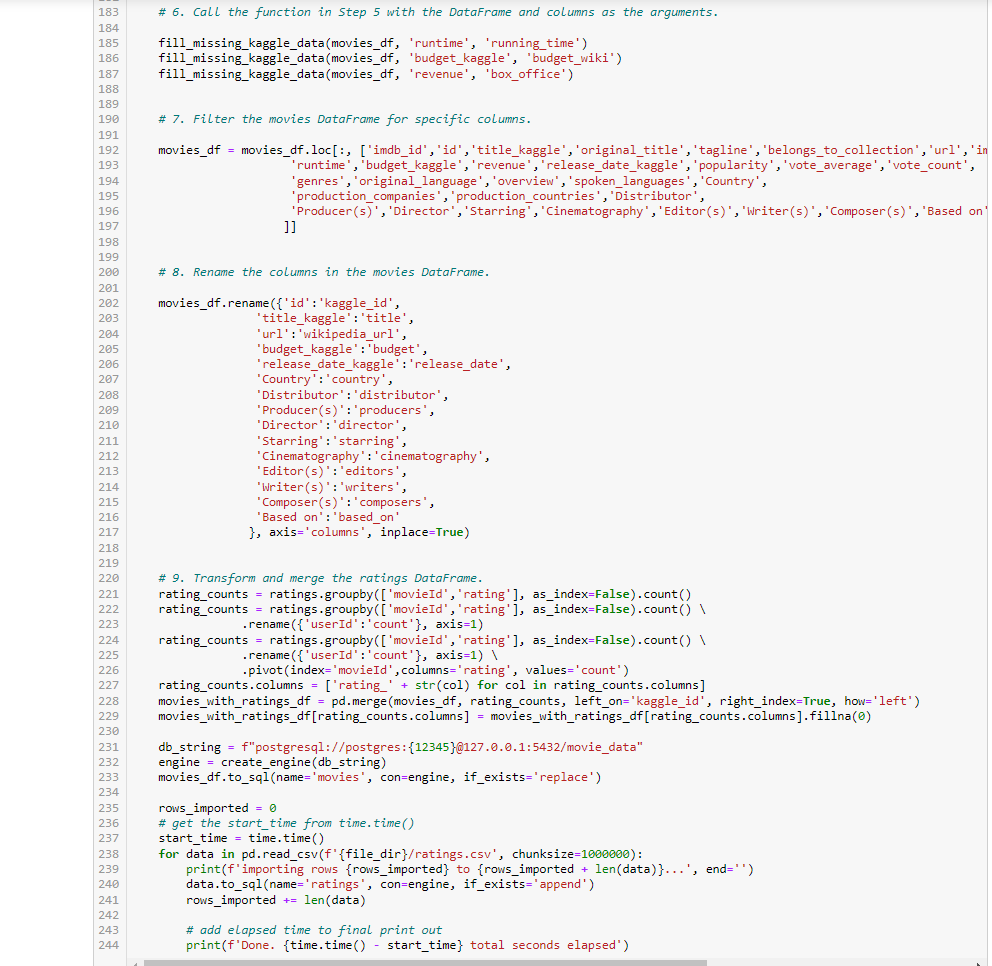 183 # 6. Call the function in Step 5 with the DataFrame and columns as the arguments.
184
185 fill_missing_kaggle_data(movies_df, 'runtime', 'running_time')
186 fill_missing_kaggle_data(movies_df, 'budget_kaggle', 'budget_wiki')
187 fill_missing_kaggle_data(movies_df, 'revenue', 'box_office')
188
189
190 # 7. Filter the movies DataFrame for specific columns.
191
192 movies_df = movies_df.loc[:, ['imdb_id','id','title_kaggle','original_title','tagline','belongs_to_collection','url','im
193 'runtime','budget_kaggle','revenue','release_date_kaggle','popularity','vote_average','vote_count',
194 'genres','original_language','overview','spoken_languages','Country',
195 'production_companies','production_countries','Distributor',
196 'Producer(s)','Director','Starring','Cinematography','Editor(s)','Writer(s)','Composer(s)','Based on'
197 ]]
198
199
200 # 8. Rename the columns in the movies DataFrame.
201
202 movies_df.rename({'id':'kaggle_id',
203 'title_kaggle':'title',
204 'url':'wikipedia_url',
205 'budget_kaggle':'budget',
206 'release_date_kaggle':'release_date',
207 'Country':'country',
208 'Distributor':'distributor',
209 'Producer(s)':'producers',
210 'Director':'director',
211 'Starring':'starring',
212 'Cinematography':'cinematography',
213 'Editor(s)':'editors',
214 'Writer(s)':'writers',
215 'Composer(s)':'composers',
216 'Based on':'based_on'
217 }, axis='columns', inplace=True)
218
219
220 # 9. Transform and merge the ratings DataFrame.
221 rating_counts = ratings.groupby(['movieId','rating'], as_index=False).count()
222 rating_counts = ratings.groupby(['movieId','rating'], as_index=False).count() \
223 .rename({'userId':'count'}, axis=1)
224 rating_counts = ratings.groupby(['movieId','rating'], as_index=False).count() \
225 .rename({'userId':'count'}, axis=1) \
226 .pivot(index='movieId',columns='rating', values='count')
227 rating_counts.columns = ['rating_' + str(col) for col in rating_counts.columns]
228 movies_with_ratings_df = pd.merge(movies_df, rating_counts, left_on='kaggle_id', right_index=True, how='left')
229 movies_with_ratings_df[rating_counts.columns] = movies_with_ratings_df[rating_counts.columns].fillna(0)
230
231 db_string = f"postgresql://postgres:{12345}@127.0.0.1:5432/movie_data"
232 engine = create_engine(db_string)
233 movies_df.to_sql(name='movies', con=engine, if_exists='replace')
234
235 rows_imported = 0
236 # get the start_time from time.time()
237 start_time = time.time()
238 for data in pd.read_csv(f'{file_dir}/ratings.csv', chunksize=1000000):
239 print(f'importing rows {rows_imported} to {rows_imported + len(data)}...', end='')
240 data.to_sql(name='ratings', con=engine, if_exists='append')
241 rows_imported += len(data)
242
243 # add elapsed time to final print out
244 print(f'Done. {time.time() - start_time} total seconds elapsed')